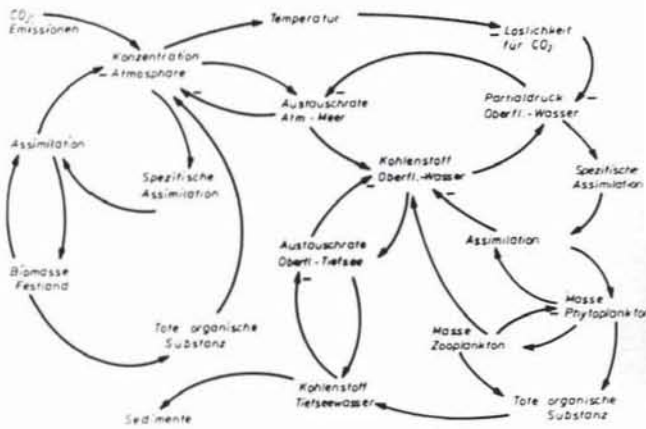 CO₂-
Emissionen
Temperatur
Löslichkeit
für CO₂
Konzentration
Atmosphäre
Austauschrate
Atm - Meer
Partialdruck
Oberfl.-Wasser
Assimilation
Spezifische
Assimilation
Kohlenstoff
Oberfl.-Wasser
Spezifische
Assimilation
Austauschrate
Oberfl-Tiefsee
Assimilation
Biomasse
Festland
Masse
Phytoplankton
Tote organische
Substanz
Masse
Zooplankton
Kohlenstoff
Tiefseewasser
Tote organische
Substanz
Sedimente